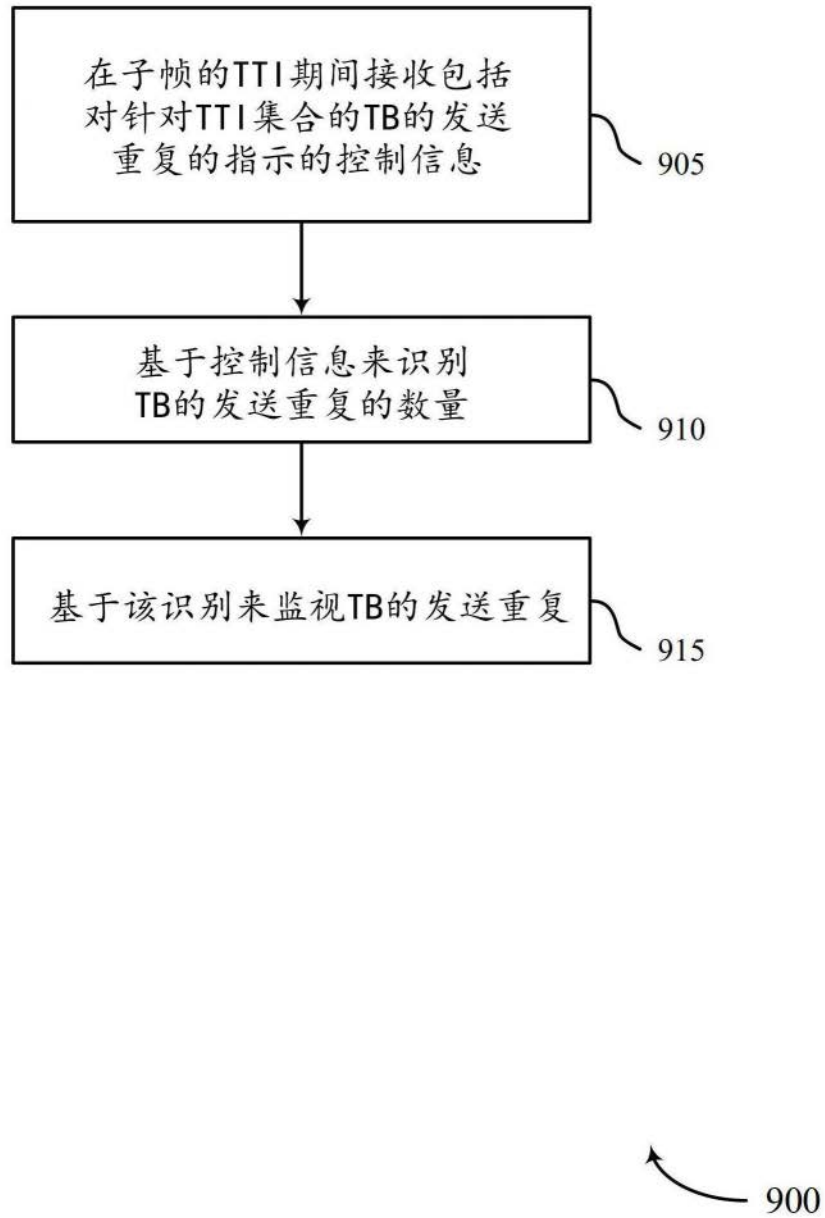 在子帧的TTI期间接收包括
对针对TTI集合的TB的发送
重复的指示的控制信息
905
基于控制信息来识别
TB的发送重复的数量
910
基于该识别来监视TB的发送重复
915
900